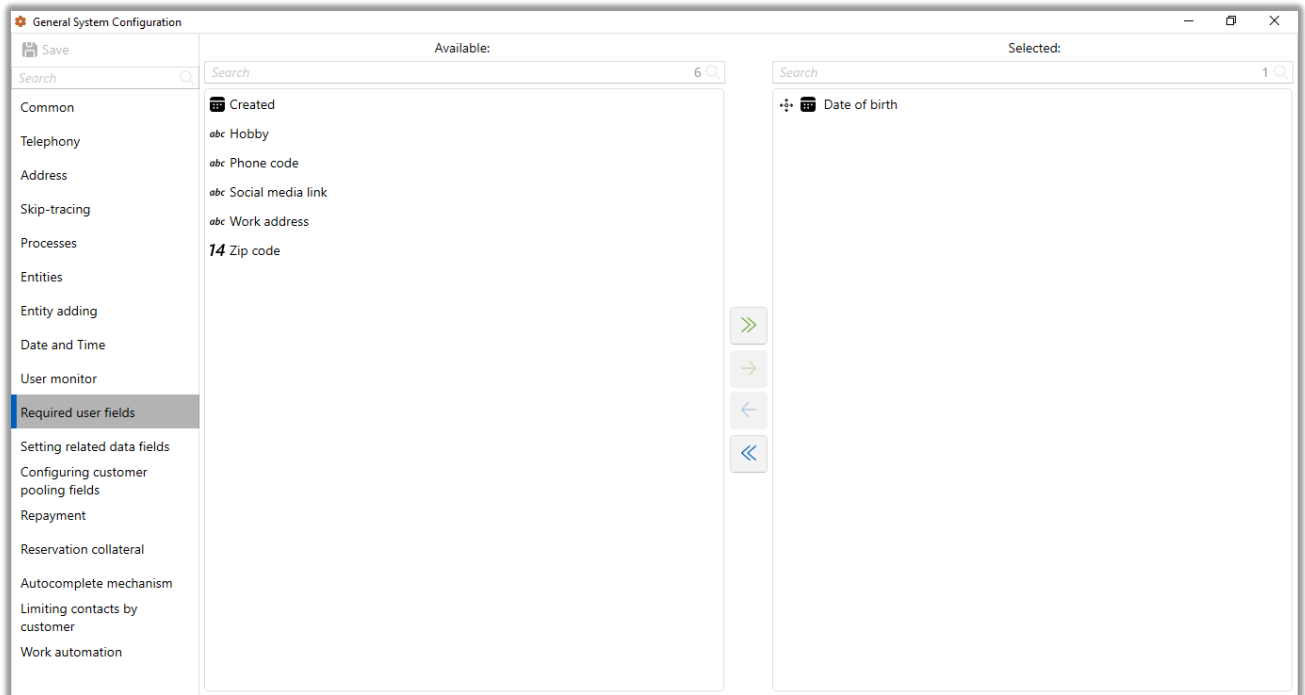 General System Configuration
Save
Search
Common
Telephony
Address
Skip-tracing
Processes
Entities
Entity adding
Date and Time
User monitor
Required user fields
Setting related data fields
Configuring customer
pooling fields
Repayment
Reservation collateral
Autocomplete mechanism
Limiting contacts by
customer
Work automation
Available:
Search 6
Created
abc Hobby
abc Phone code
abc Social media link
abc Work address
14 Zip code
Selected:
Search 1
Date of birth